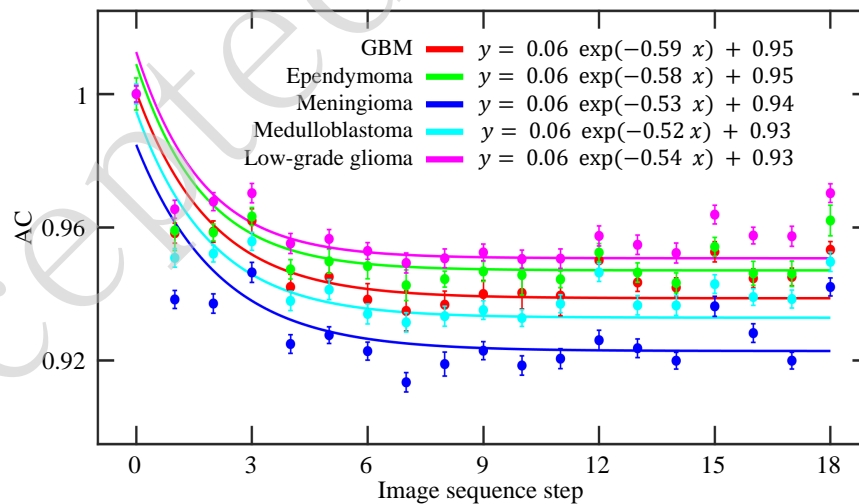 GBM y = 0.06 exp(−0.59 x) + 0.95
Ependymoma y = 0.06 exp(−0.58 x) + 0.95
Meningioma y = 0.06 exp(−0.53 x) + 0.94
Medulloblastoma y = 0.06 exp(−0.52 x) + 0.93
Low-grade glioma y = 0.06 exp(−0.54 x) + 0.93
AC
1
0.96
0.92
0 3 6 9 12 15 18
Image sequence step